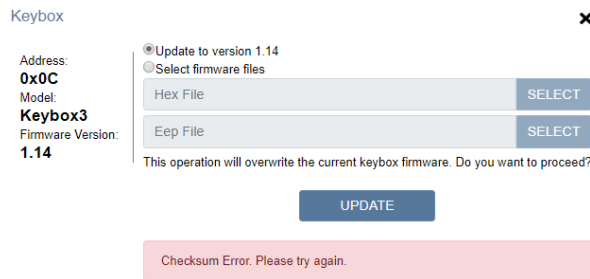 Keybox
Address:
0x0C
Model:
Keybox3
Firmware Version:
1.14
Update to version 1.14
Select firmware files
Hex File SELECT
Eep File SELECT
This operation will overwrite the current keybox firmware. Do you want to proceed?
UPDATE
Checksum Error. Please try again.